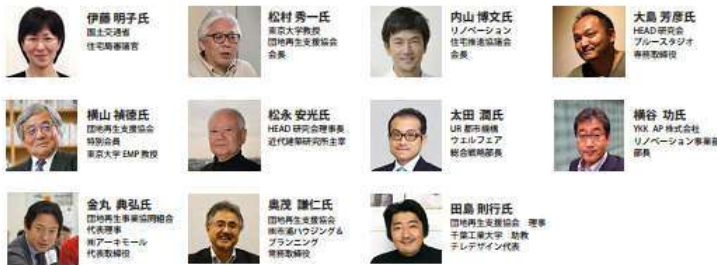 伊藤 明子氏
国土交通省
住宅局審議官
松村 秀一氏
東京大学教授
団地再生支援協会
会長
内山 博文氏
リノベーション
住宅推進協議会
会長
大島 芳彦氏
HEAD 研究会
ブルースタジオ
専務取締役
横山 禎徳氏
団地再生支援協会
特別会員
東京大学 EMP 教授
松永 安光氏
HEAD 研究会理事長
近代建築研究所主宰
太田 潤氏
UR 都市機構
ウェルフェア
総合戦略部長
横谷 功氏
YKK AP 株式会社
リノベーション事業部
部長
金丸 典弘氏
団地再生事業協同組合
代表理事
㈱アーキモール
代表取締役
奥茂 謙仁氏
団地再生支援協会
㈱市浦ハウジング＆
プランニング
常務取締役
田島 則行氏
団地再生支援協会　理事
千葉工業大学　助教
テレデザイン代表